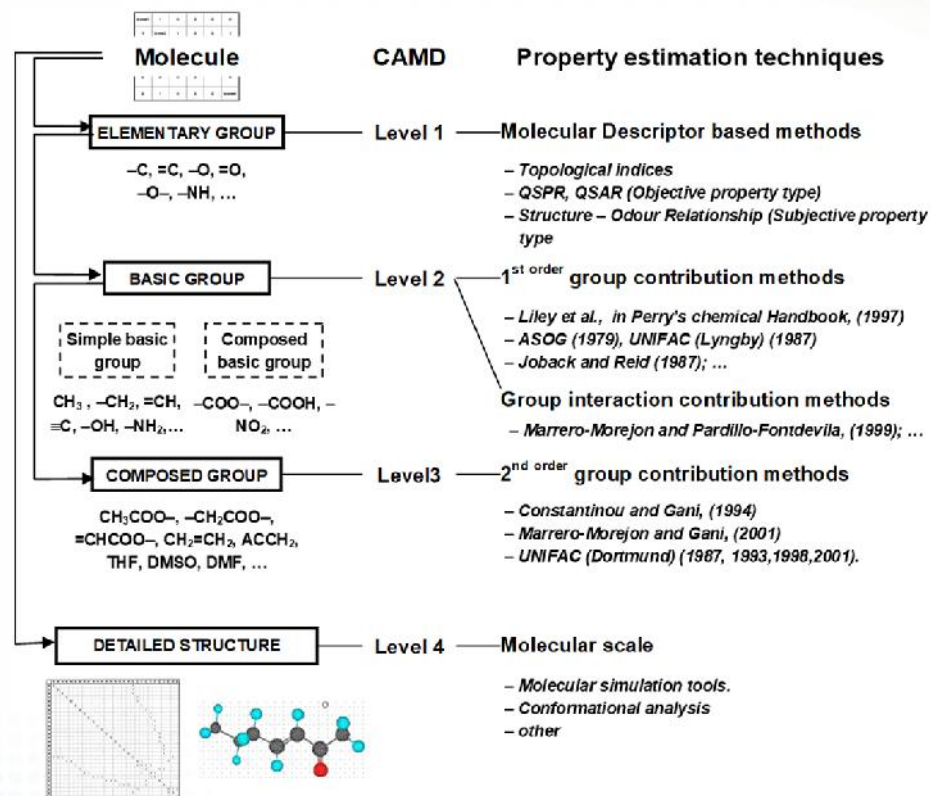 Molecule CAMD Property estimation techniques
ELEMENTARY GROUP Level 1 Molecular Descriptor based methods
–C, =C, –O, =O,
–O–, –NH, ...
– Topological indices
– QSPR, QSAR (Objective property type)
– Structure – Odour Relationship (Subjective property
type
BASIC GROUP Level 2 1st order group contribution methods
Simple basic
group
Composed
basic group
CH₃ , –CH₂, =CH,
≡C, –OH, –NH₂,...
–COO–, –COOH, –
NO₂, ...
– Liley et al., in Perry's chemical Handbook, (1997)
– ASOG (1979), UNIFAC (Lyngby) (1987)
– Joback and Reid (1987); ...
Group interaction contribution methods
– Marrero-Morejon and Pardillo-Fontdevila, (1999); ...
COMPOSED GROUP Level3 2nd order group contribution methods
CH₃COO–, –CH₂COO–,
=CHCOO–, CH₂=CH₂, ACCH₂,
THF, DMSO, DMF, ...
– Constantinou and Gani, (1994)
– Marrero-Morejon and Gani, (2001)
– UNIFAC (Dortmund) (1987, 1993,1998,2001).
DETAILED STRUCTURE Level 4 Molecular scale
– Molecular simulation tools.
– Conformational analysis
– other